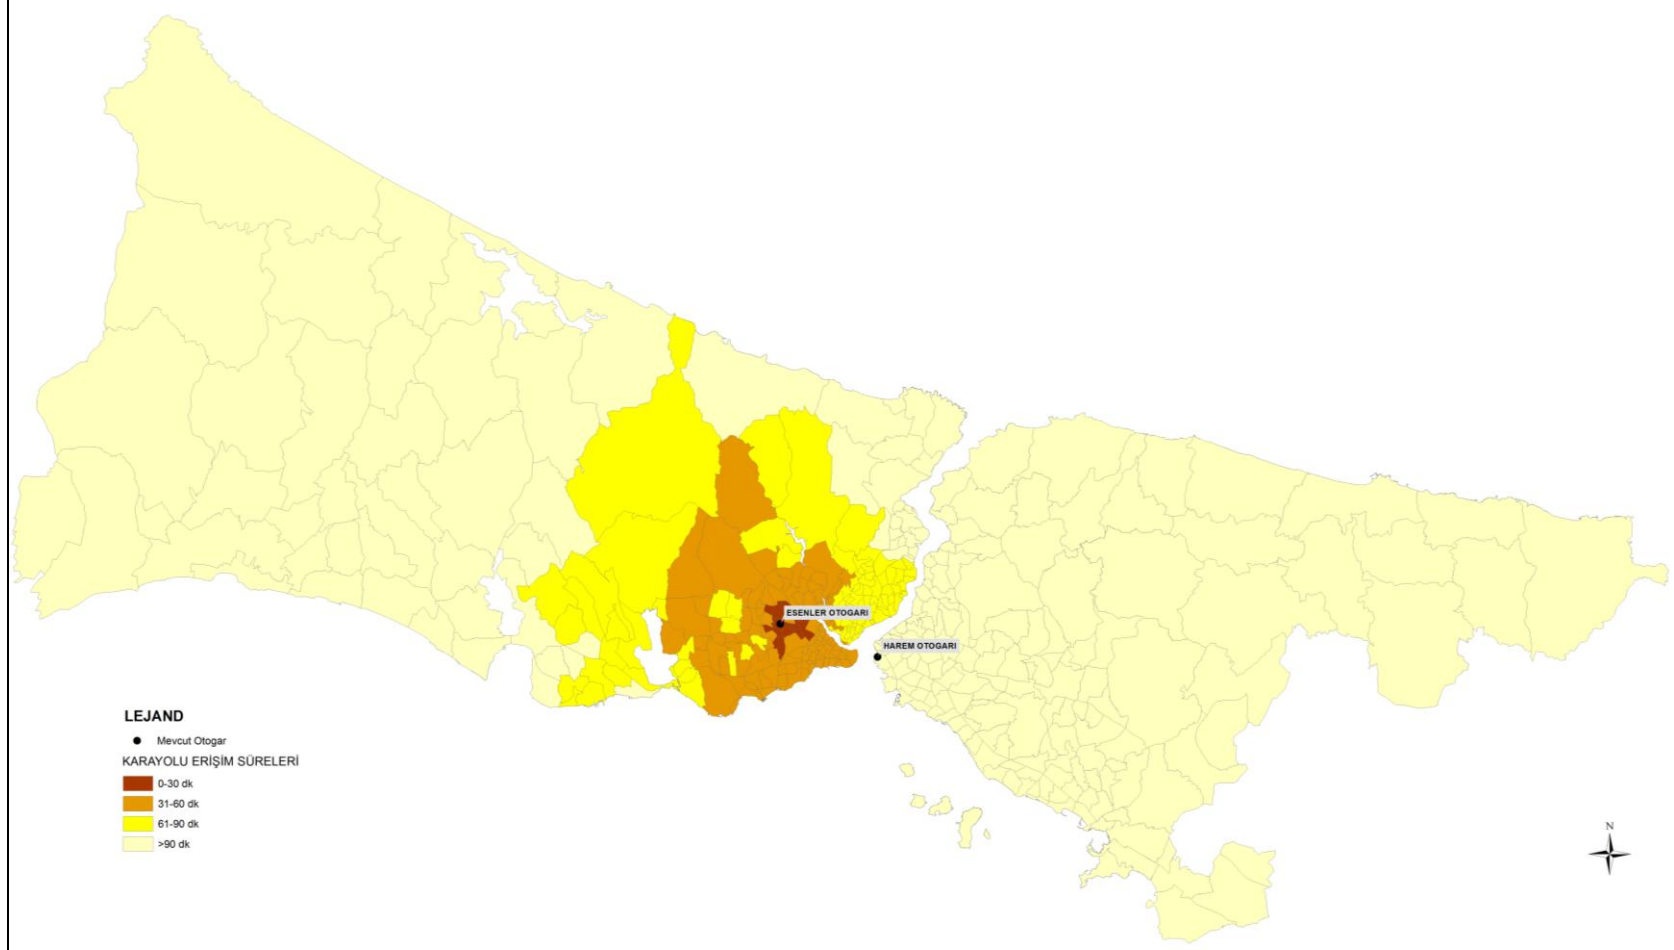 ESENLER OTOGARI
HAREM OTOGARI
LEJAND
Mevcut Otogar
KARAYOLU ERİŞİM SÜRELERİ
0-30 dk
31-60 dk
61-90 dk
>90 dk
N